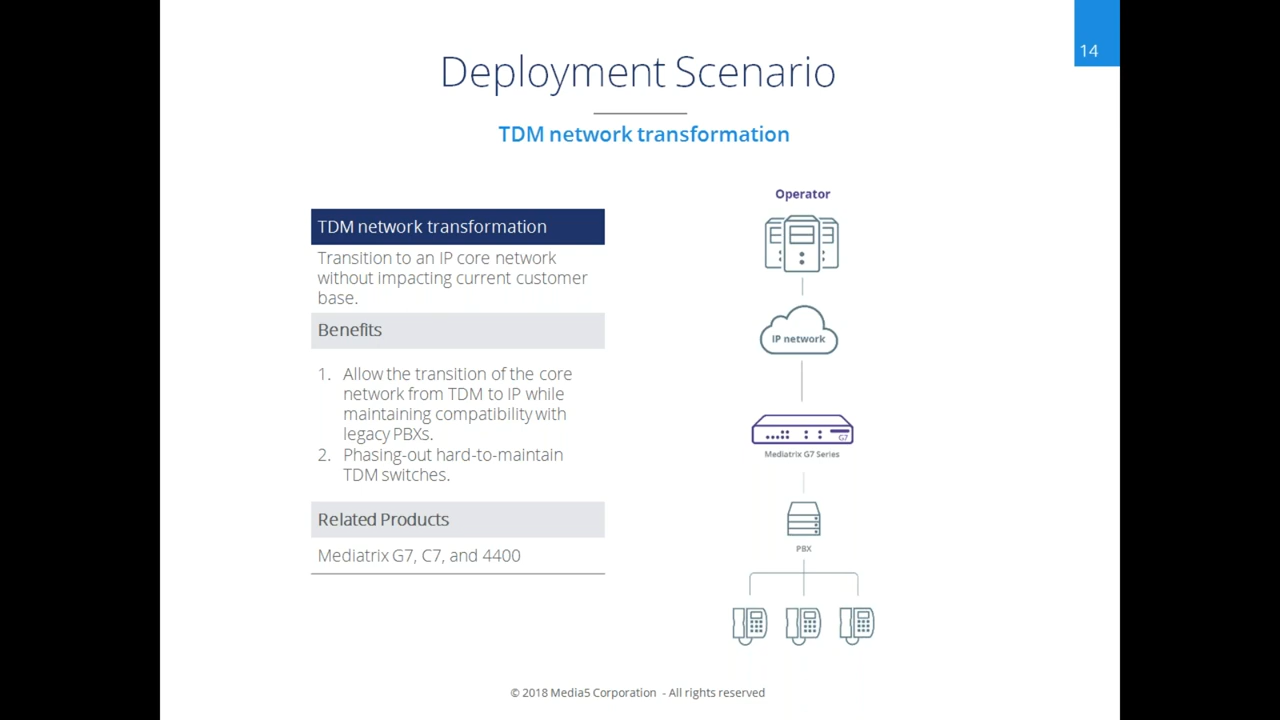 14
Deployment Scenario
TDM network transformation
TDM network transformation
Transition to an IP core network
without impacting current customer
base.
Benefits
1. Allow the transition of the core
network from TDM to IP while
maintaining compatibility with
legacy PBXs.
2. Phasing-out hard-to-maintain
TDM switches.
Related Products
Mediatrix G7, C7, and 4400
Operator
IP network
G7
Mediatrix G7 Series
PBX
© 2018 Media5 Corporation - All rights reserved